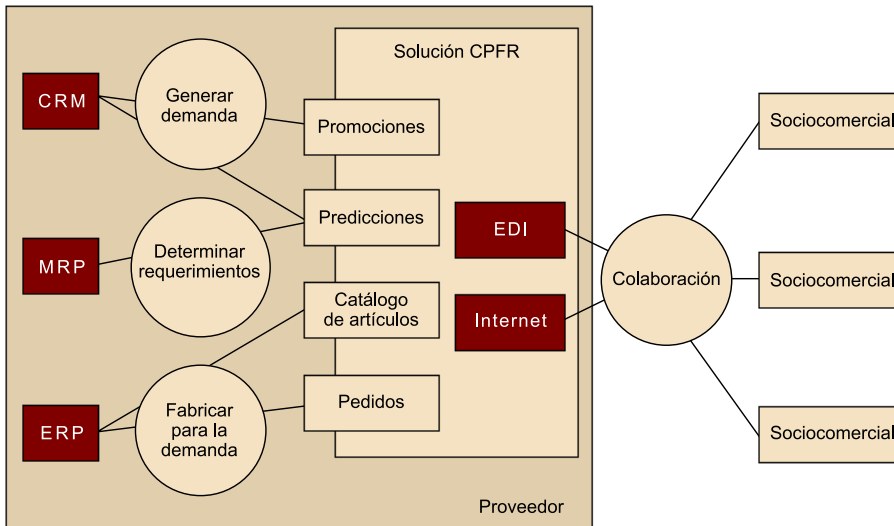 Solución CPFR
CRM
Generar
demanda
Promociones
Predicciones
MRP
Determinar
requerimientos
EDI
Catálogo
de artículos
Internet
ERP
Fabricar
para la
demanda
Pedidos
Proveedor
Colaboración
Sociocomercial
Sociocomercial
Sociocomercial